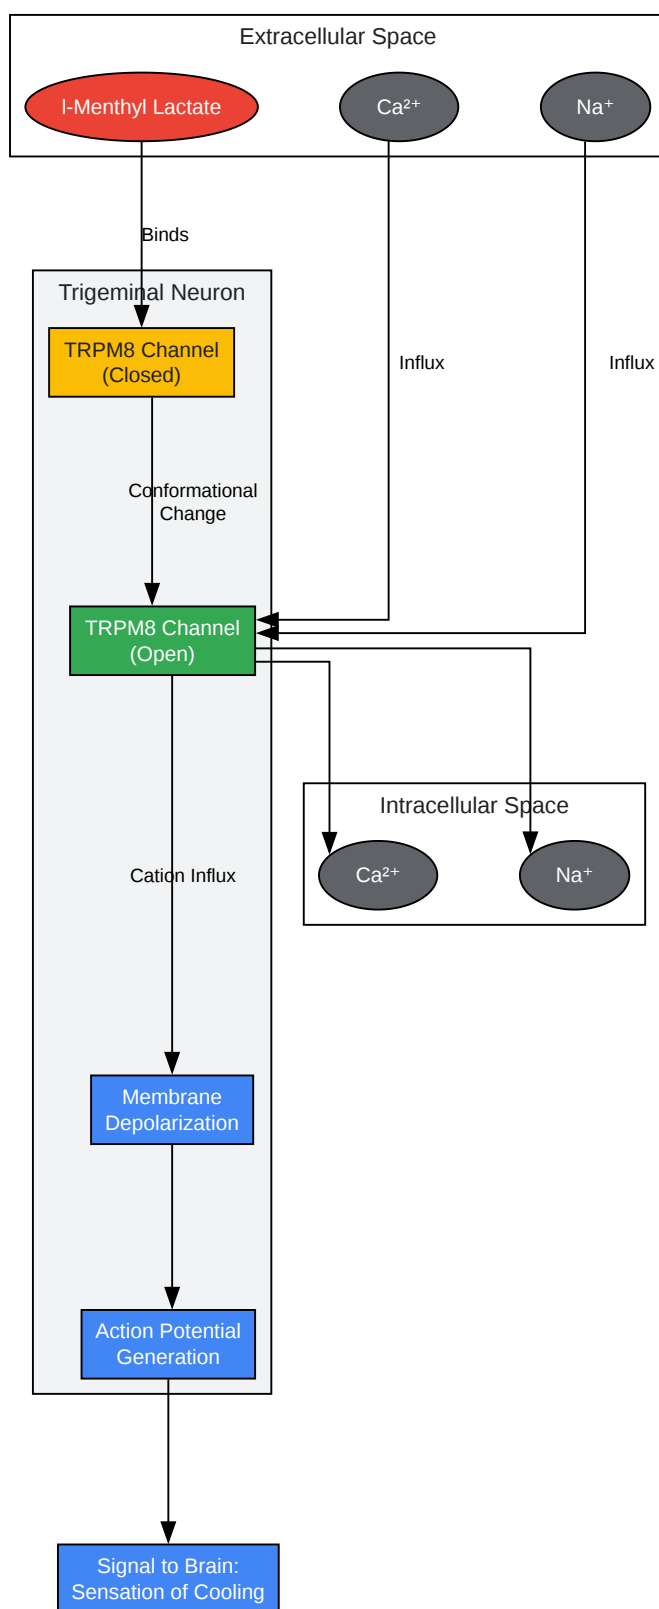 Extracellular Space
l-Menthyl Lactate
Ca²⁺
Na⁺
Binds
Trigeminal Neuron
TRPM8 Channel
(Closed)
Influx
Influx
Conformational
Change
TRPM8 Channel
(Open)
Intracellular Space
Cation Influx
Ca²⁺
Na⁺
Membrane
Depolarization
Action Potential
Generation
Signal to Brain:
Sensation of Cooling